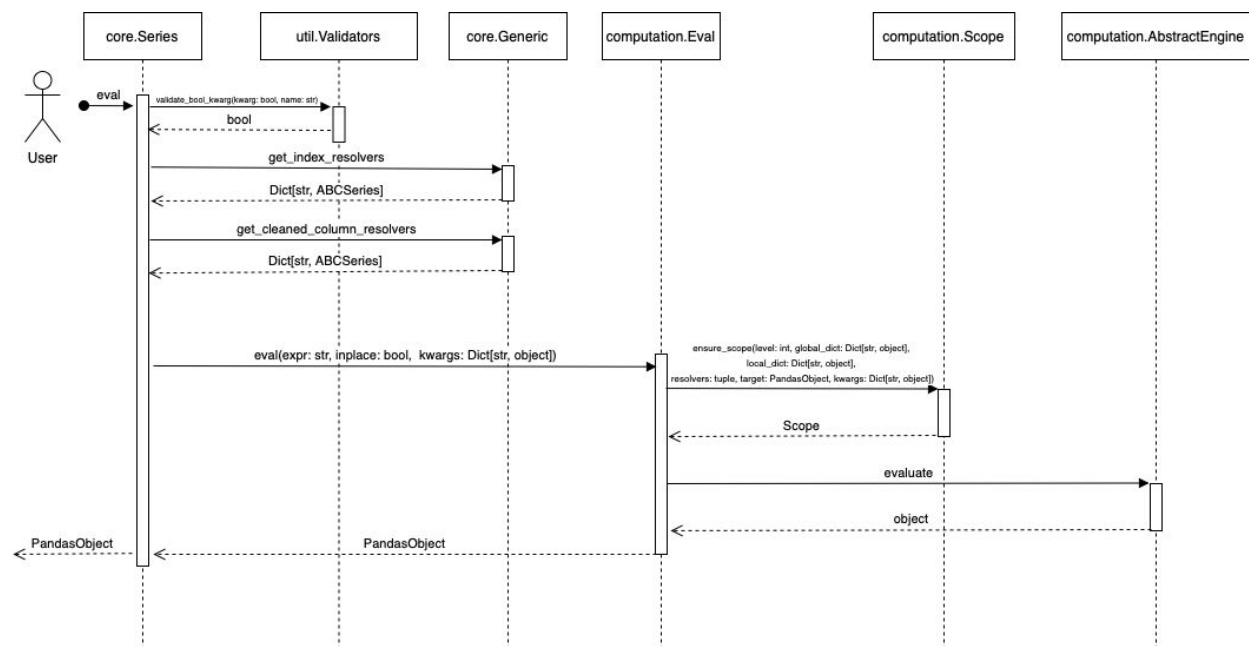 core.Series
util.Validators
core.Generic
computation.Eval
computation.Scope
computation.AbstractEngine
User
eval
validate_bool_kwarg(kwarg: bool, name: str)
bool
get_index_resolvers
Dict[str, ABCSeries]
get_cleaned_column_resolvers
Dict[str, ABCSeries]
eval(expr: str, inplace: bool, kwargs: Dict[str, object])
ensure_scope(level: int, global_dict: Dict[str, object],
local_dict: Dict[str, object],
resolvers: tuple, target: PandasObject, kwargs: Dict[str, object])
Scope
evaluate
object
PandasObject
PandasObject